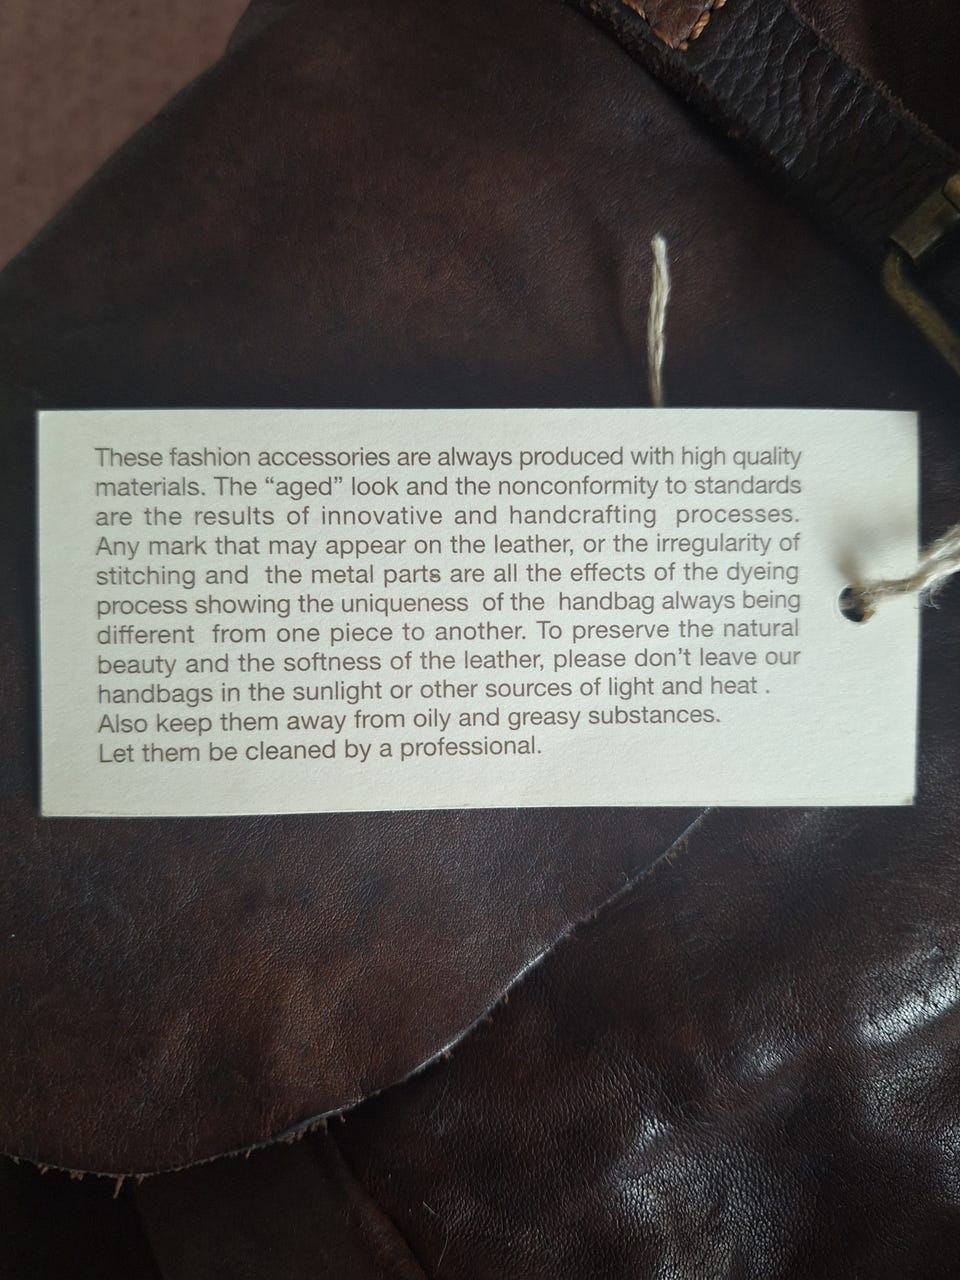 These fashion accessories are always produced with high quality
materials. The “aged” look and the nonconformity to standards
are the results of innovative and handcrafting processes.
Any mark that may appear on the leather, or the irregularity of
stitching and the metal parts are all the effects of the dyeing
process showing the uniqueness of the handbag always being
different from one piece to another. To preserve the natural
beauty and the softness of the leather, please don’t leave our
handbags in the sunlight or other sources of light and heat .
Also keep them away from oily and greasy substances.
Let them be cleaned by a professional.